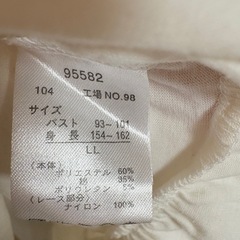 95582
104 工場NO.98
サイズ
バスト 93~101
身長 154~162
LL
〈本体〉
ポリエステル 60%
綿 35%
ポリウレタン 5%
〈レース部分〉
ナイロン 100%